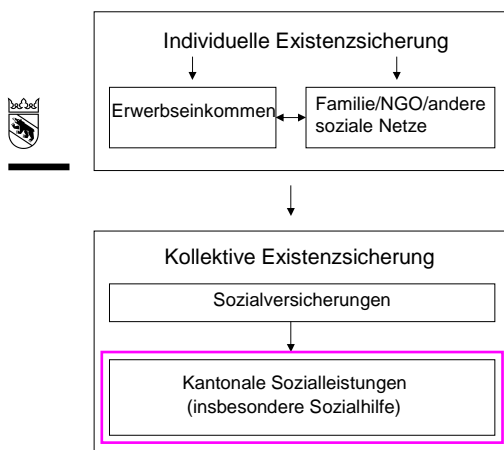 Individuelle Existenzsicherung
Erwerbseinkommen
Familie/NGO/andere
soziale Netze
Kollektive Existenzsicherung
Sozialversicherungen
Kantonale Sozialleistungen
(insbesondere Sozialhilfe)